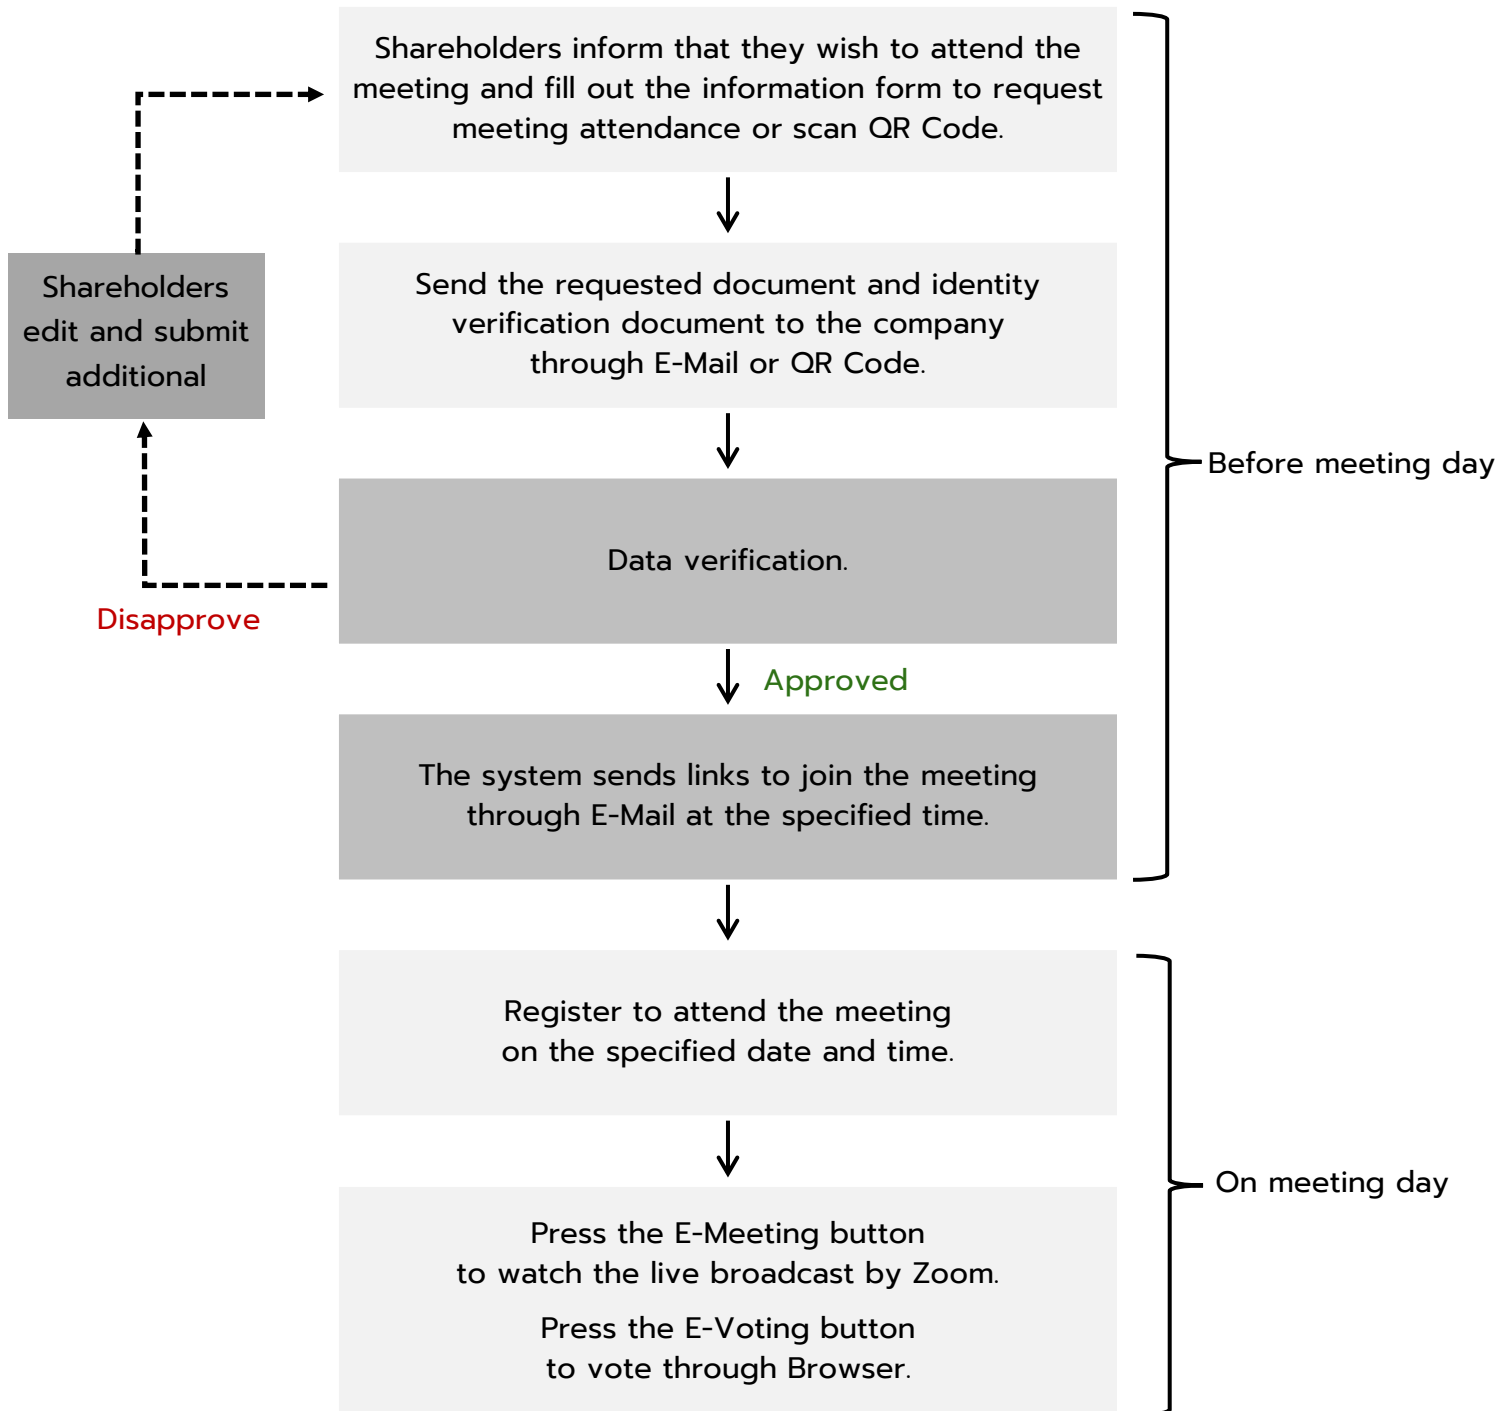 Shareholders inform that they wish to attend the
meeting and fill out the information form to request
meeting attendance or scan QR Code.
Shareholders
edit and submit
additional
Send the requested document and identity
verification document to the company
through E-Mail or QR Code.
Before meeting day
Data verification.
Disapprove
Approved
The system sends links to join the meeting
through E-Mail at the specified time.
Register to attend the meeting
on the specified date and time.
On meeting day
Press the E-Meeting button
to watch the live broadcast by Zoom.
Press the E-Voting button
to vote through Browser.